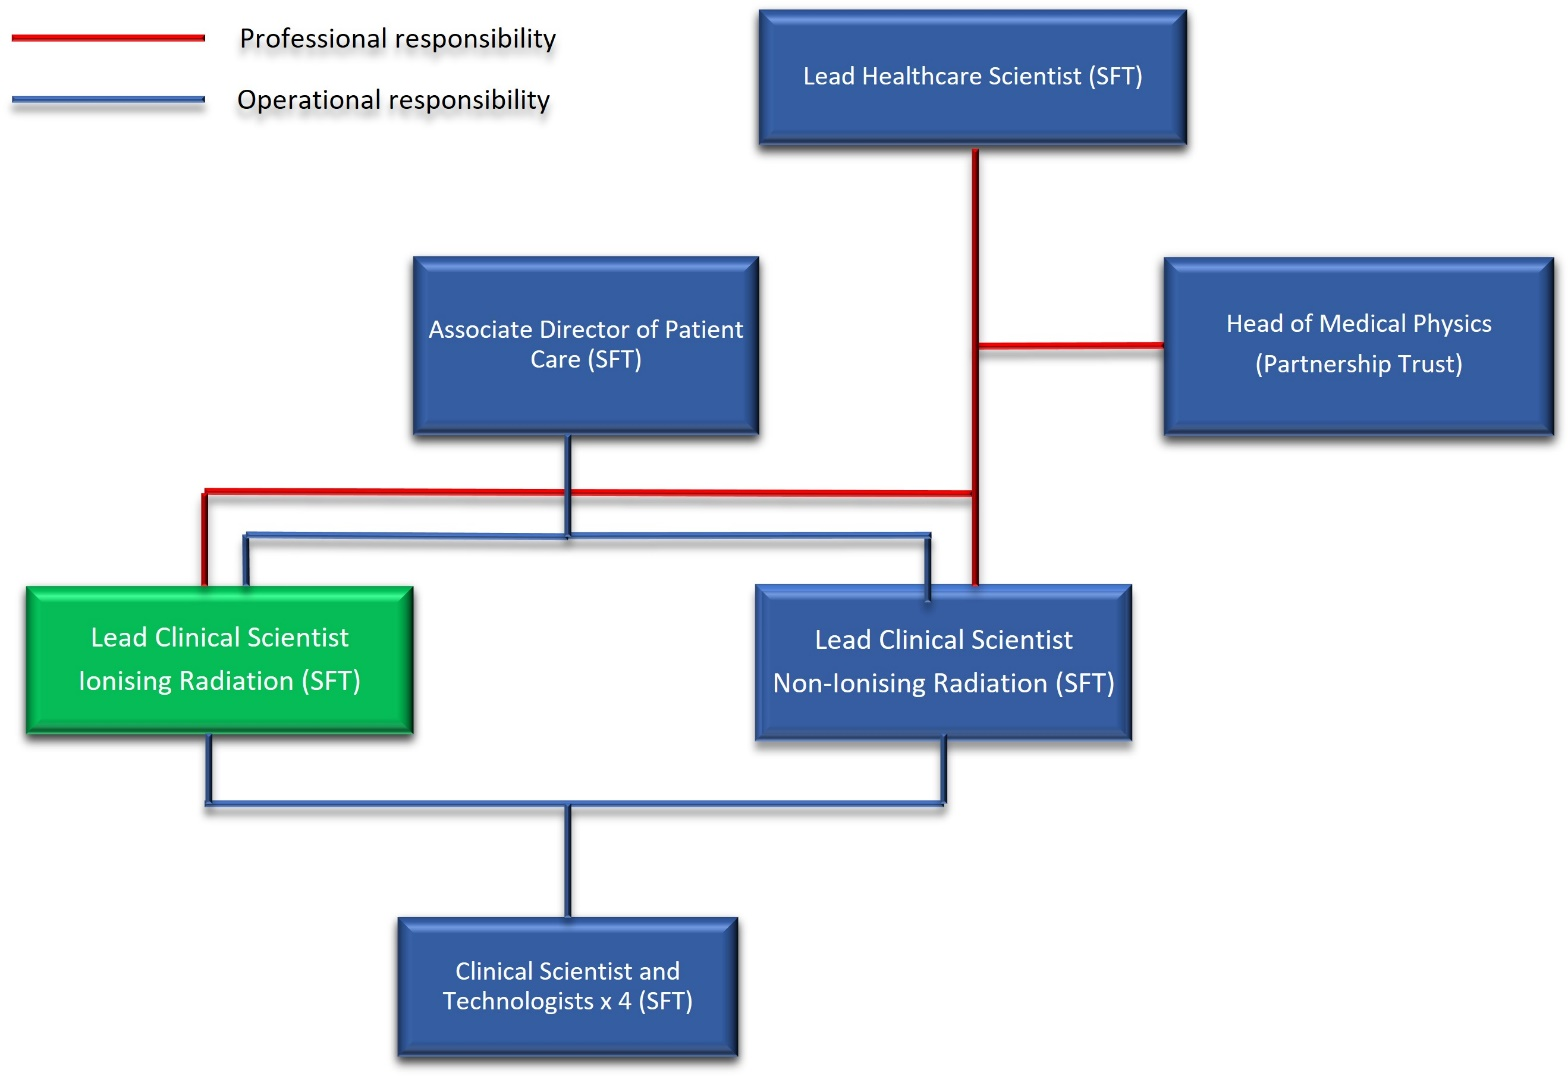 Professional responsibility
Operational responsibility
Lead Healthcare Scientist (SFT)
Associate Director of Patient
Care (SFT)
Head of Medical Physics
(Partnership Trust)
Lead Clinical Scientist
Ionising Radiation (SFT)
Lead Clinical Scientist
Non-Ionising Radiation (SFT)
Clinical Scientist and
Technologists x 4 (SFT)